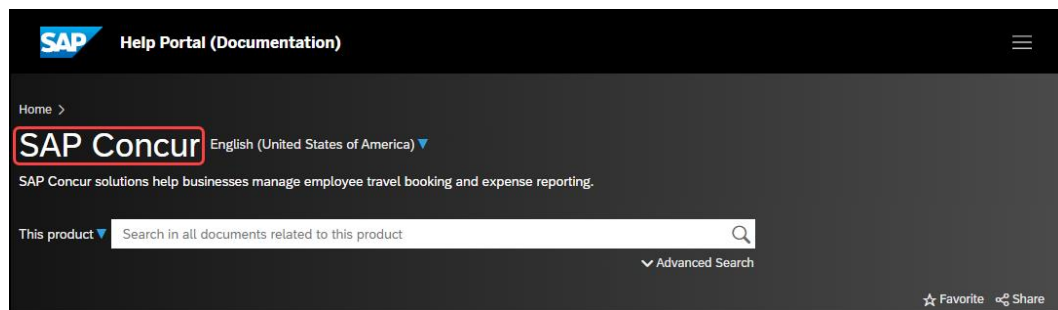 SAP Help Portal (Documentation)
Home >
SAP Concur English (United States of America)
SAP Concur solutions help businesses manage employee travel booking and expense reporting.
This product Search in all documents related to this product
Advanced Search
Favorite Share